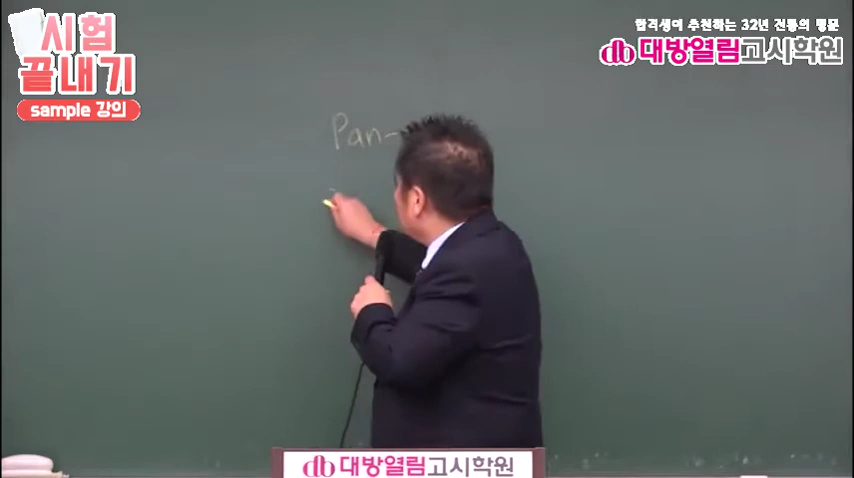 시험
끝내기
sample 강의
합격생이 추천하는 32년 전통의 명문
db 대방열림고시학원
Pan-
db 대방열림고시학원